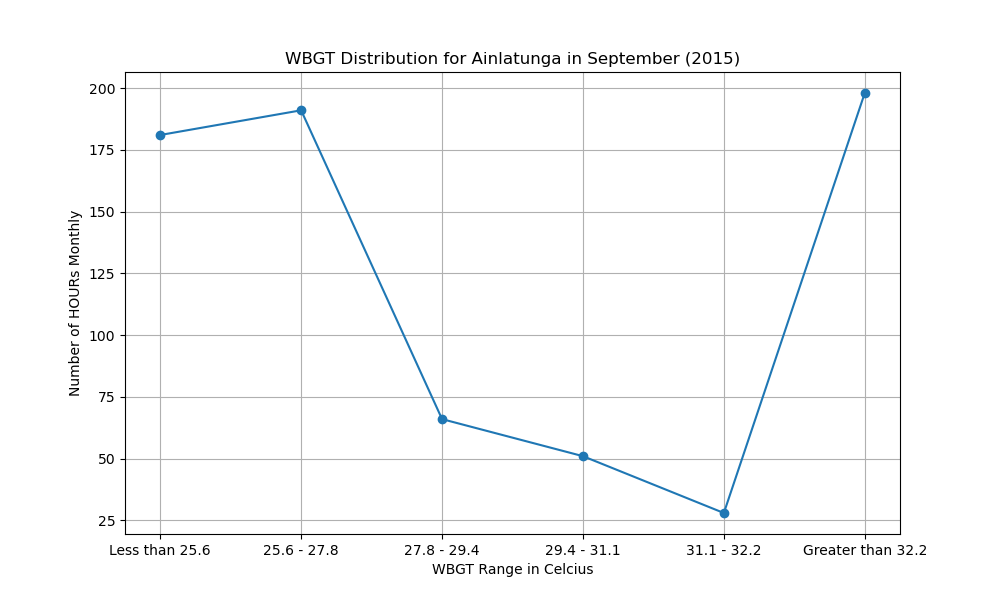 WBGT Distribution for Ainlatunga in September (2015)
Number of HOURs Monthly
200
175
150
125
100
75
50
25
Less than 25.6
25.6 - 27.8
27.8 - 29.4
29.4 - 31.1
31.1 - 32.2
Greater than 32.2
WBGT Range in Celcius